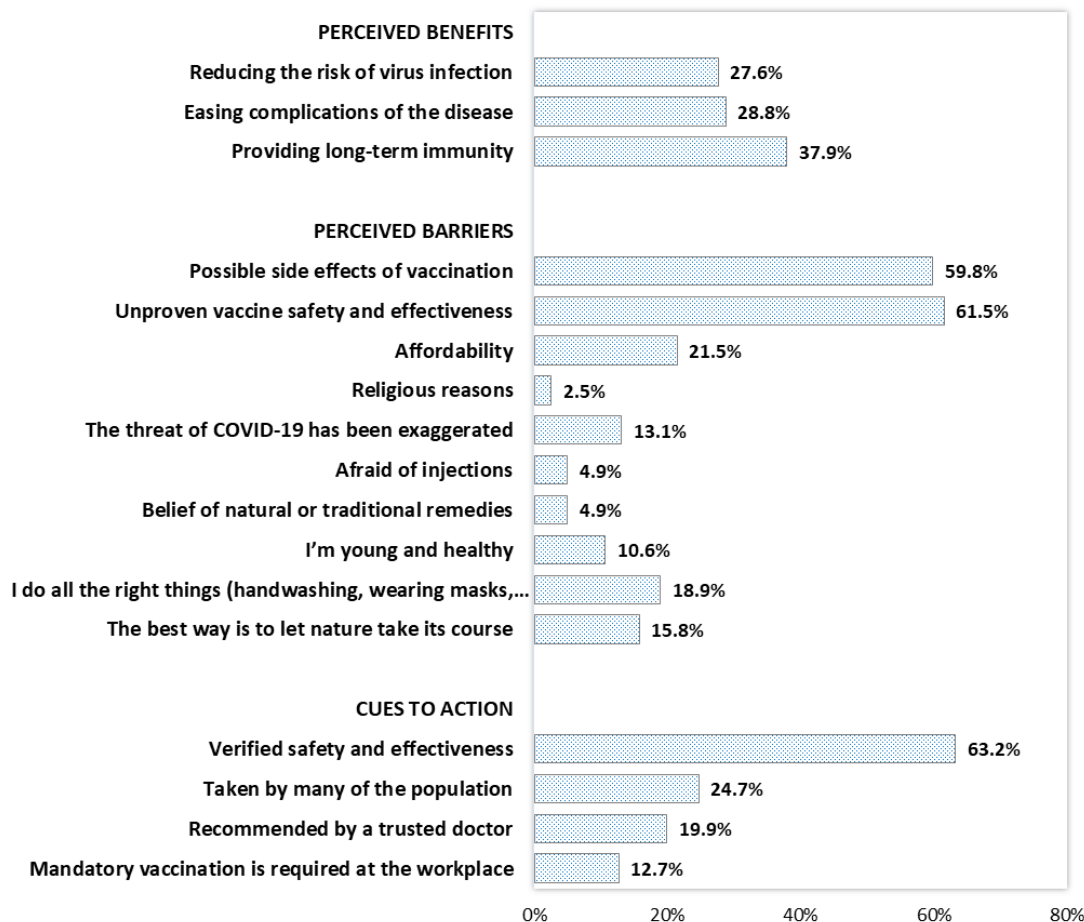 PERCEIVED BENEFITS
Reducing the risk of virus infection 27.6%
Easing complications of the disease 28.8%
Providing long-term immunity 37.9%
PERCEIVED BARRIERS
Possible side effects of vaccination 59.8%
Unproven vaccine safety and effectiveness 61.5%
Affordability 21.5%
Religious reasons 2.5%
The threat of COVID-19 has been exaggerated 13.1%
Afraid of injections 4.9%
Belief of natural or traditional remedies 4.9%
I’m young and healthy 10.6%
I do all the right things (handwashing, wearing masks,... 18.9%
The best way is to let nature take its course 15.8%
CUES TO ACTION
Verified safety and effectiveness 63.2%
Taken by many of the population 24.7%
Recommended by a trusted doctor 19.9%
Mandatory vaccination is required at the workplace 12.7%
0% 20% 40% 60% 80%